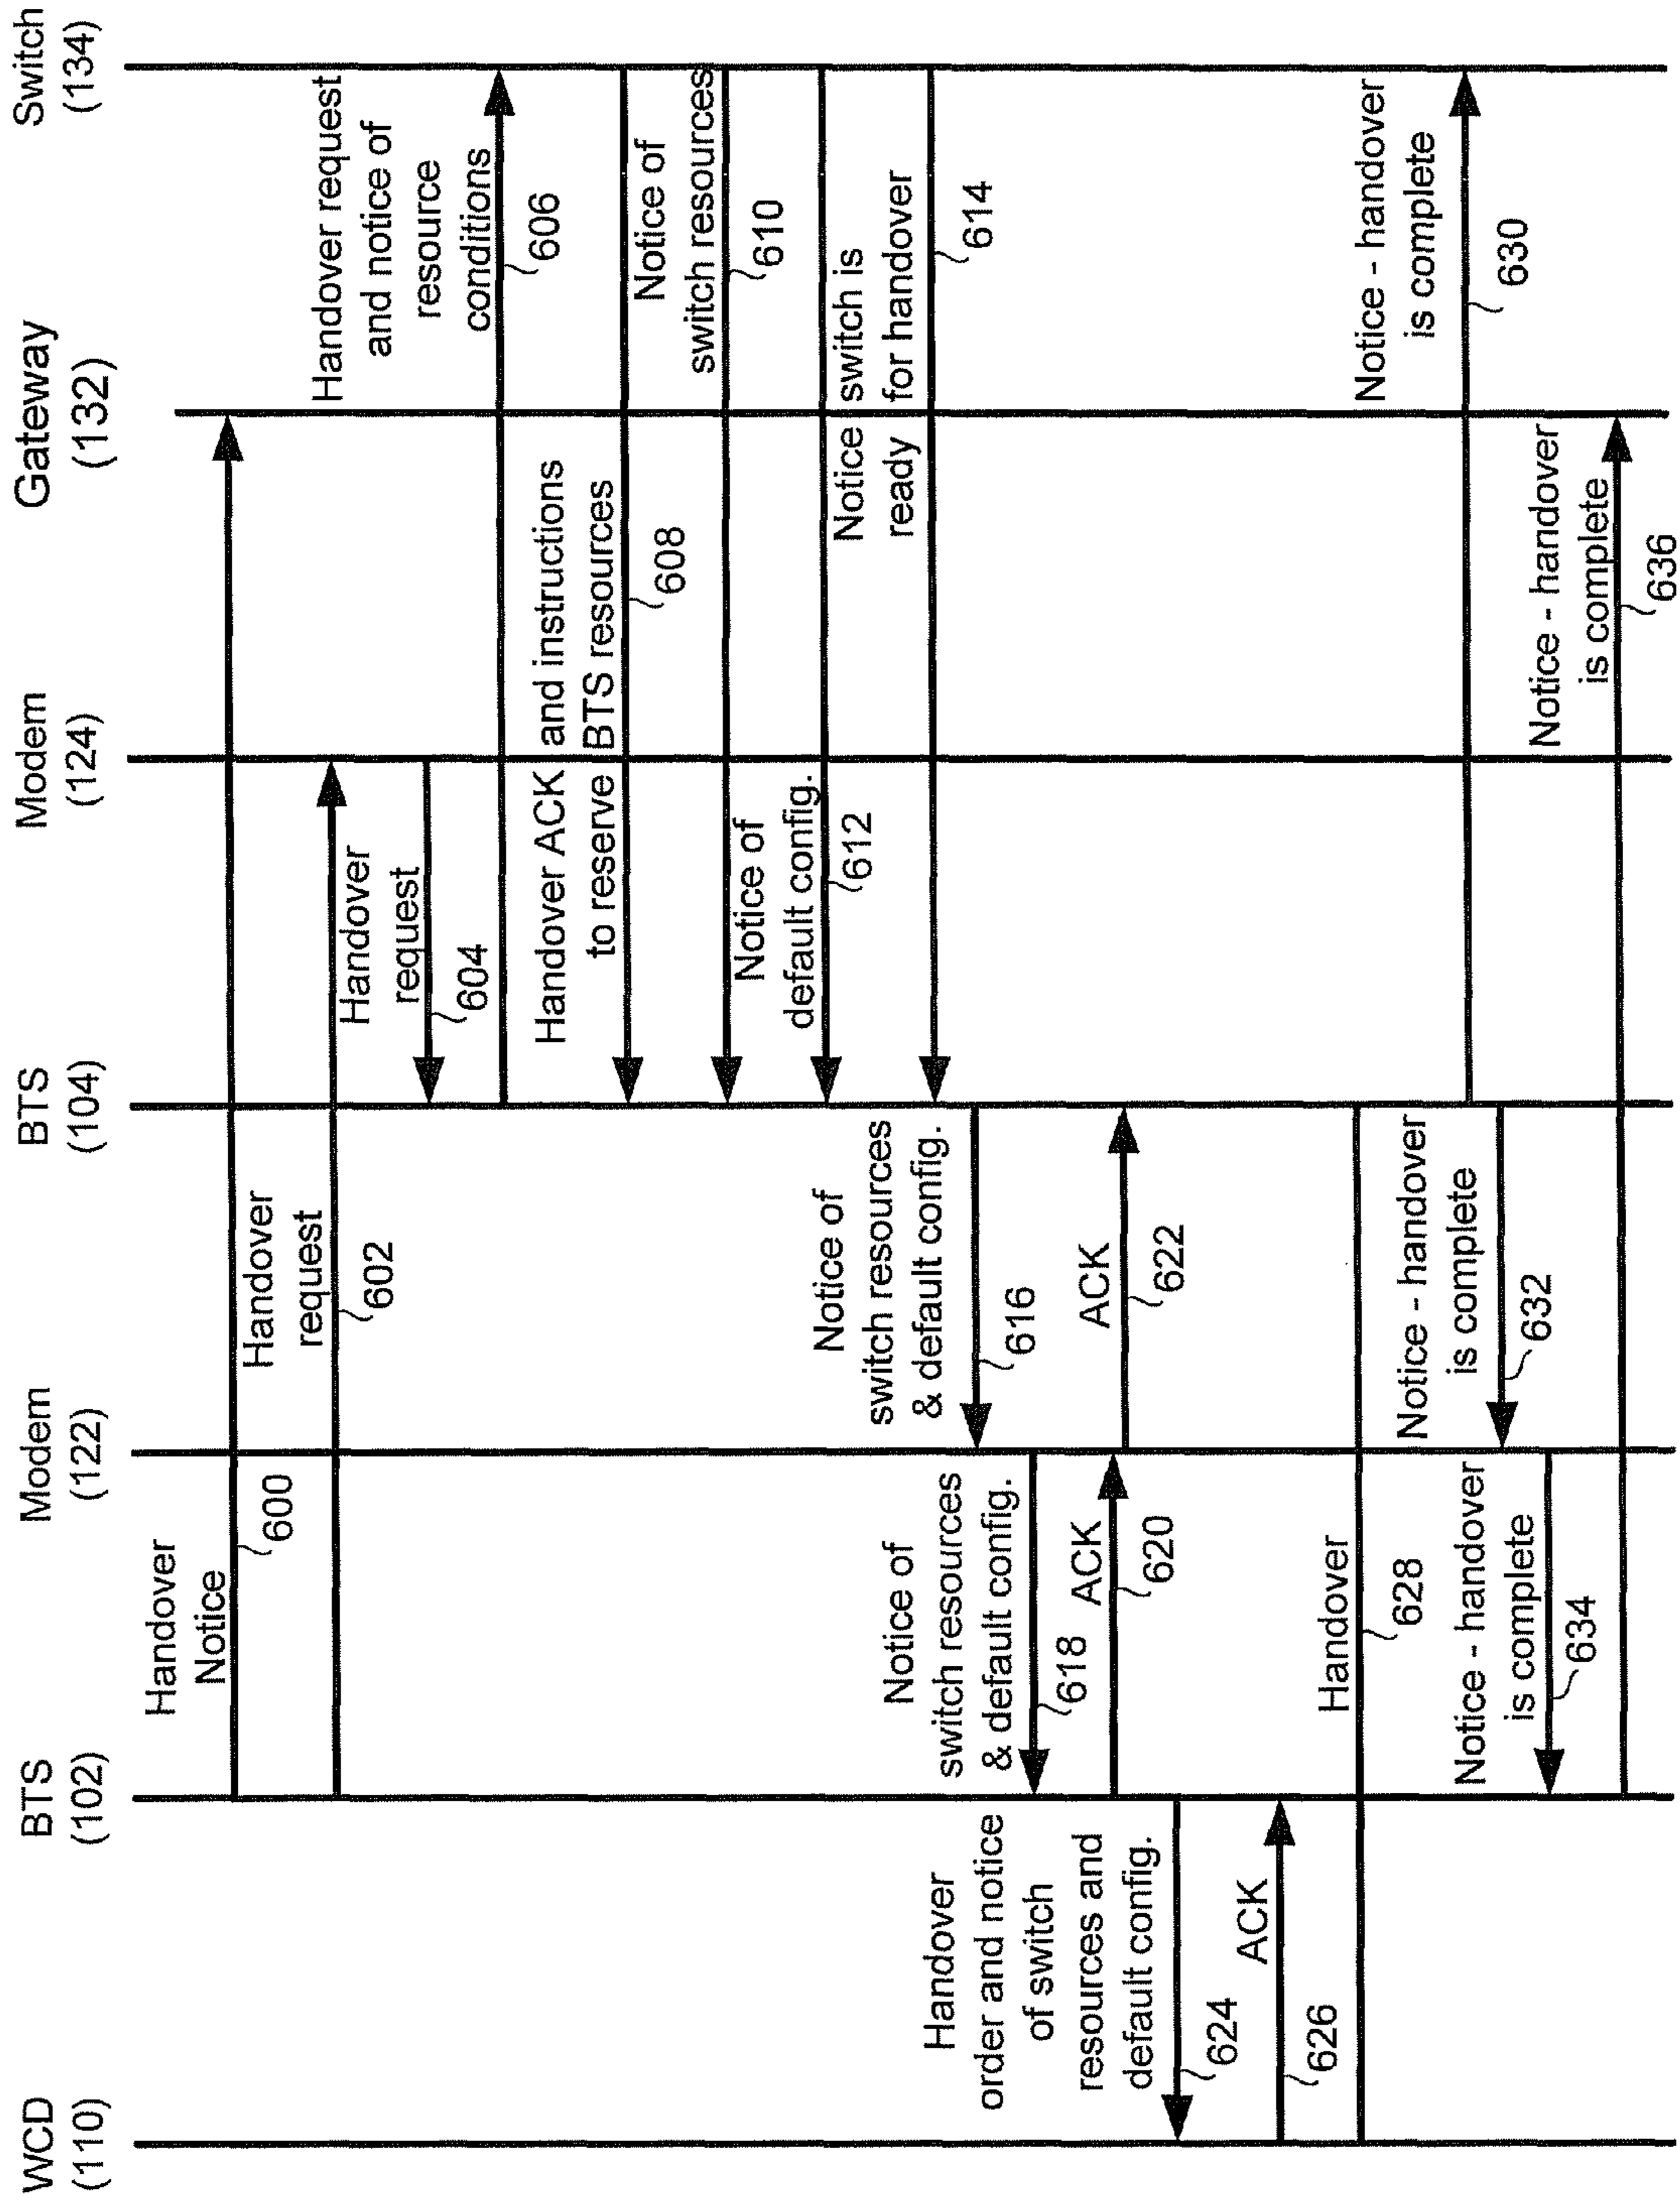 WCD
(110)
BTS
(102)
Modem
(122)
BTS
(104)
Modem
(124)
Gateway
(132)
Switch
(134)
Handover
Notice
600
Handover
request
602
Handover
request
604
Handover request
and notice of
resource
conditions
606
Handover ACK and instructions
to reserve BTS resources
608
Notice of
switch resources
610
Notice of
default config.
612
Notice switch is
ready for handover
614
Notice of
switch resources
& default config.
616
Notice of
switch resources
& default config.
618
ACK
620
ACK
622
Handover
order and notice
of switch
resources and
default config.
624
ACK
626
Handover
628
Notice - handover
is complete
630
Notice - handover
is complete
632
Notice - handover
is complete
634
Notice - handover
is complete
636